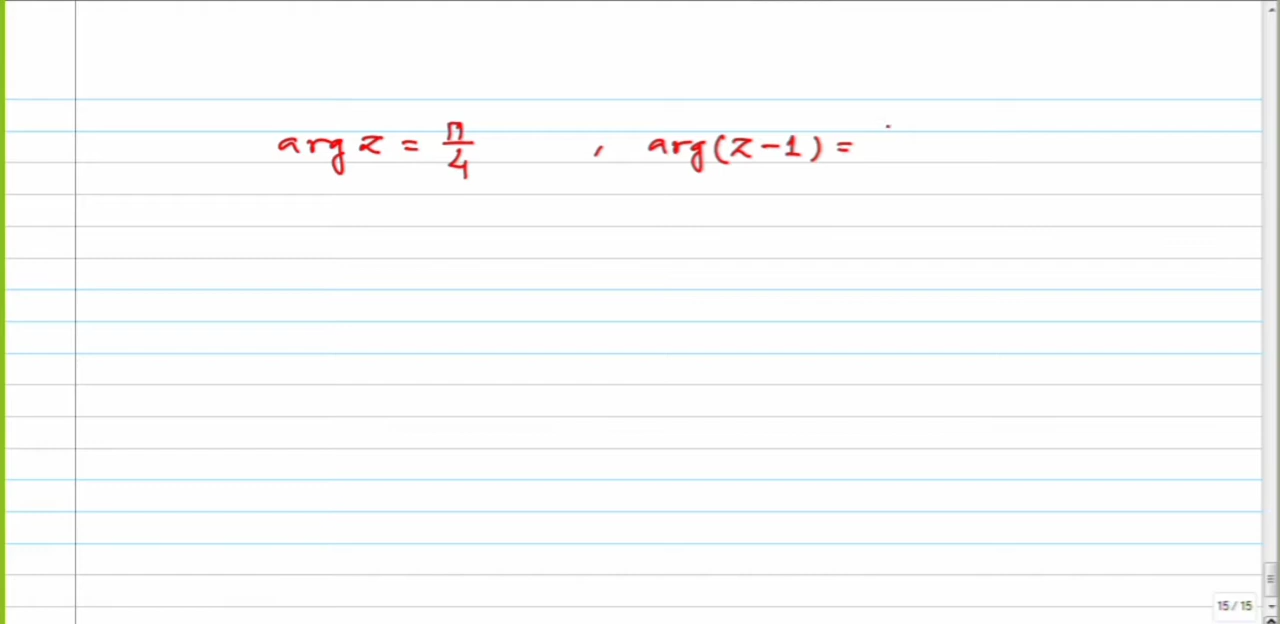 arg z = π/4 , arg(z-1) =
15/15